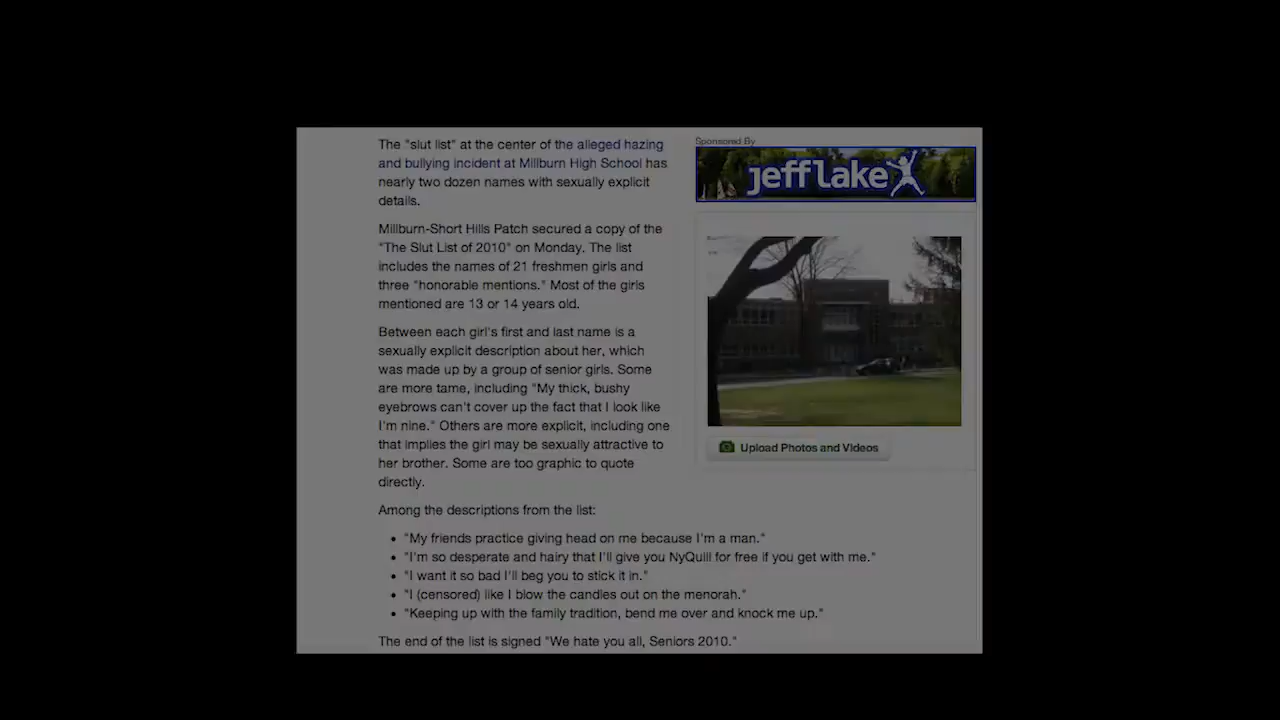 The "slut list" at the center of the alleged hazing
and bullying incident at Millburn High School has
nearly two dozen names with sexually explicit
details.
Millburn-Short Hills Patch secured a copy of the
"The Slut List of 2010" on Monday. The list
includes the names of 21 freshmen girls and
three "honorable mentions." Most of the girls
mentioned are 13 or 14 years old.
Between each girl's first and last name is a
sexually explicit description about her, which
was made up by a group of senior girls. Some
are more tame, including "My thick, bushy
eyebrows can't cover up the fact that I look like
I'm nine." Others are more explicit, including one
that implies the girl may be sexually attractive to
her brother. Some are too graphic to quote
directly.
Among the descriptions from the list:
• "My friends practice giving head on me because I'm a man."
• "I'm so desperate and hairy that I'll give you NyQuill for free if you get with me."
• "I want it so bad I'll beg you to stick it in."
• "I (censored) like I blow the candles out on the menorah."
• "Keeping up with the family tradition, bend me over and knock me up."
The end of the list is signed "We hate you all, Seniors 2010."
Sponsored By
jeff lake
Upload Photos and Videos